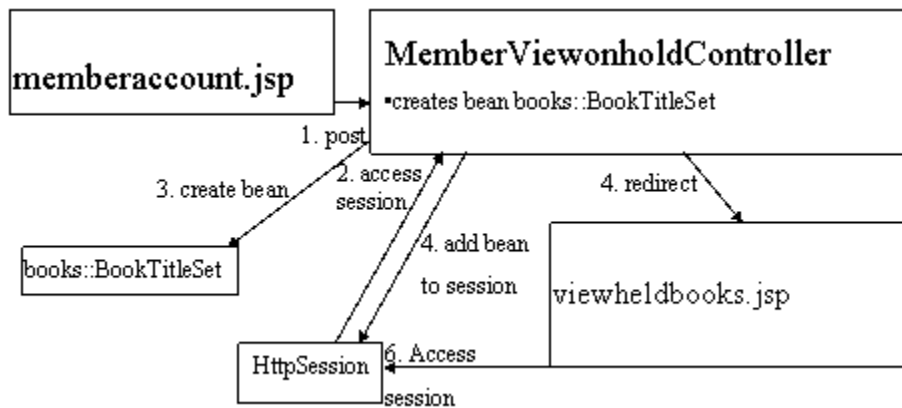 memberaccount.jsp
MemberViewonholdController
▪creates bean books::BookTitleSet
1. post
2. access
session
3. create bean
4. redirect
4. add bean
to session
books::BookTitleSet
viewheldbooks.jsp
HttpSession
6. Access
session